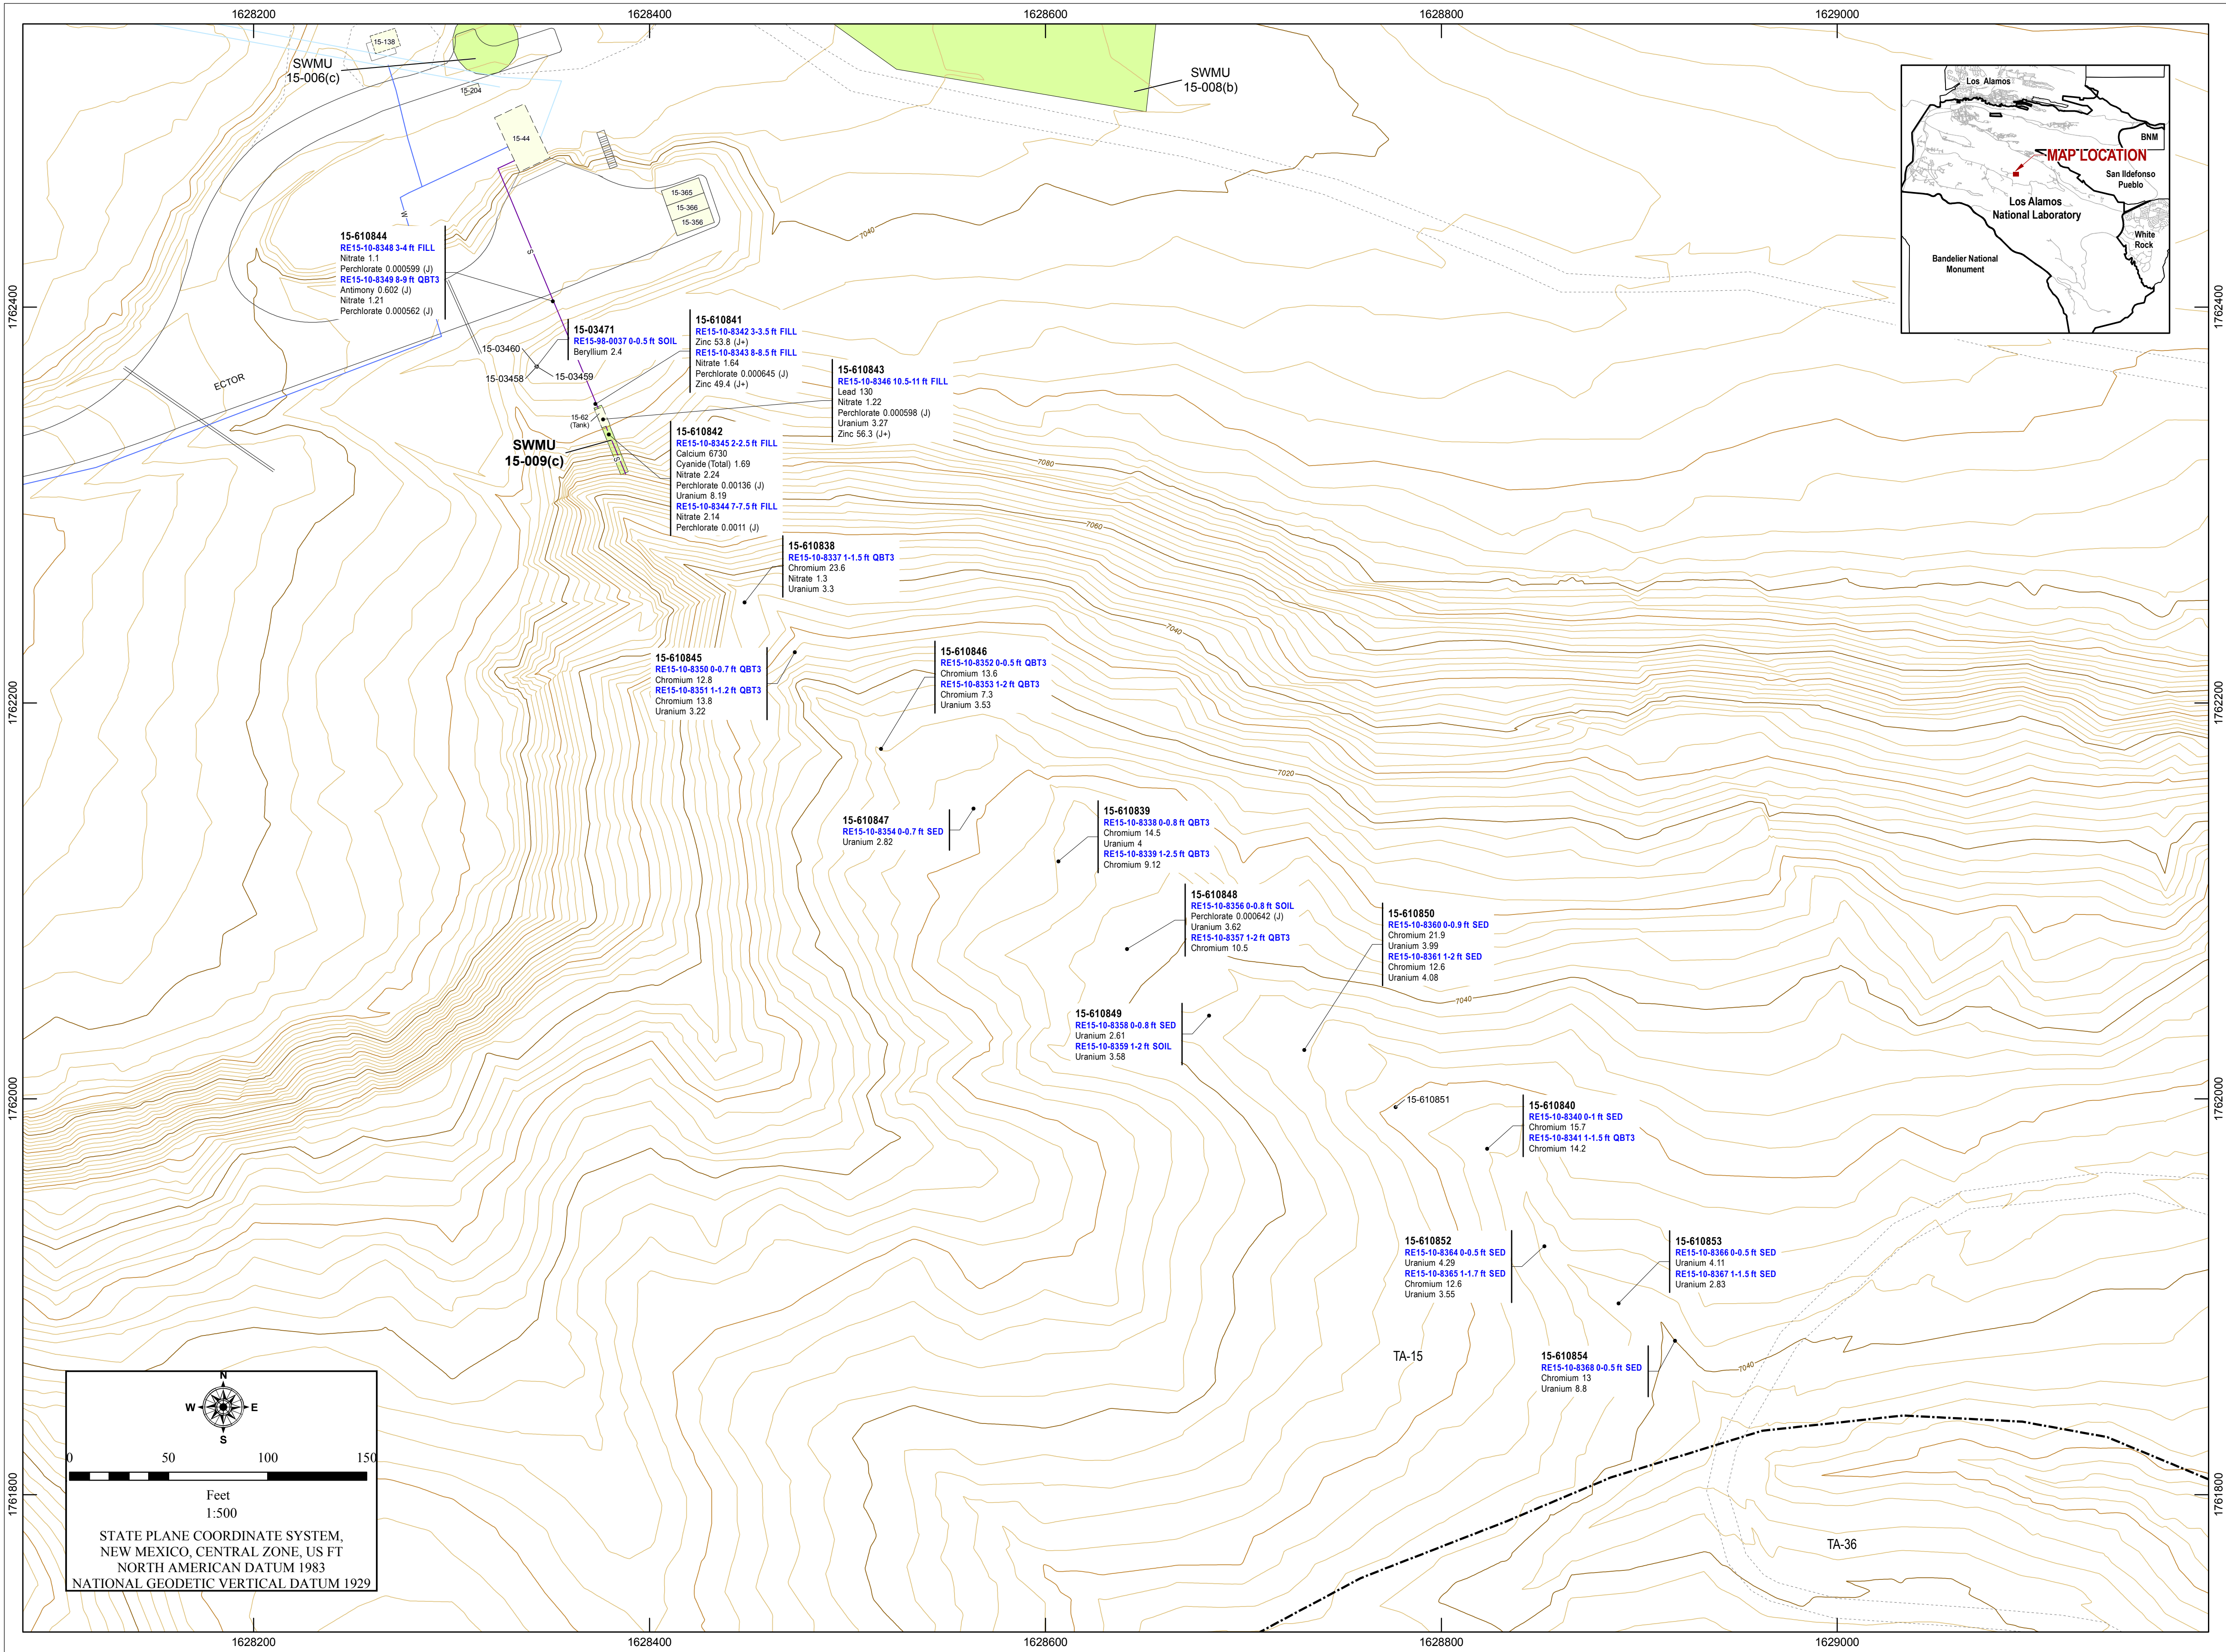 1628200
1628400
1628600
1628800
1629000
15-138
SWMU
15-006(c)
15-204
15-44
SWMU
15-008(b)
15-365
15-366
15-356
7040
Los Alamos
BNM
MAP LOCATION
San Ildefonso
Pueblo
Los Alamos
National Laboratory
White
Rock
Bandelier National
Monument
W
S
1762400
1762400
15-610844
RE15-10-8348 3-4 ft FILL
Nitrate 1.1
Perchlorate 0.000599 (J)
RE15-10-8349 8-9 ft QBT3
Antimony 0.602 (J)
Nitrate 1.21
Perchlorate 0.000562 (J)
15-03471
RE15-98-0037 0-0.5 ft SOIL
Beryllium 2.4
15-03460
15-03458
15-03459
ECTOR
15-610841
RE15-10-8342 3-3.5 ft FILL
Zinc 53.8 (J+)
RE15-10-8343 8-8.5 ft FILL
Nitrate 1.64
Perchlorate 0.000645 (J)
Zinc 49.4 (J+)
15-610843
RE15-10-8346 10.5-11 ft FILL
Lead 130
Nitrate 1.22
Perchlorate 0.000598 (J)
Uranium 3.27
Zinc 56.3 (J+)
15-62
(Tank)
SWMU
15-009(c)
S
15-610842
RE15-10-8345 2-2.5 ft FILL
Calcium 6730
Cyanide (Total) 1.69
Nitrate 2.24
Perchlorate 0.00136 (J)
Uranium 8.19
RE15-10-8344 7-7.5 ft FILL
Nitrate 2.14
Perchlorate 0.0011 (J)
7080
7060
15-610838
RE15-10-8337 1-1.5 ft QBT3
Chromium 23.6
Nitrate 1.3
Uranium 3.3
7040
15-610845
RE15-10-8350 0-0.7 ft QBT3
Chromium 12.8
RE15-10-8351 1-1.2 ft QBT3
Chromium 13.8
Uranium 3.22
15-610846
RE15-10-8352 0-0.5 ft QBT3
Chromium 13.6
RE15-10-8353 1-2 ft QBT3
Chromium 7.3
Uranium 3.53
1762200
1762200
7020
15-610847
RE15-10-8354 0-0.7 ft SED
Uranium 2.82
15-610839
RE15-10-8338 0-0.8 ft QBT3
Chromium 14.5
Uranium 4
RE15-10-8339 1-2.5 ft QBT3
Chromium 9.12
15-610848
RE15-10-8356 0-0.8 ft SOIL
Perchlorate 0.000642 (J)
Uranium 3.62
RE15-10-8357 1-2 ft QBT3
Chromium 10.5
15-610850
RE15-10-8360 0-0.9 ft SED
Chromium 21.9
Uranium 3.99
RE15-10-8361 1-2 ft SED
Chromium 12.6
Uranium 4.08
7040
15-610849
RE15-10-8358 0-0.8 ft SED
Uranium 2.61
RE15-10-8359 1-2 ft SOIL
Uranium 3.58
1762000
1762000
15-610851
15-610840
RE15-10-8340 0-1 ft SED
Chromium 15.7
RE15-10-8341 1-1.5 ft QBT3
Chromium 14.2
15-610852
RE15-10-8364 0-0.5 ft SED
Uranium 4.29
RE15-10-8365 1-1.7 ft SED
Chromium 12.6
Uranium 3.55
15-610853
RE15-10-8366 0-0.5 ft SED
Uranium 4.11
RE15-10-8367 1-1.5 ft SED
Uranium 2.83
TA-15
15-610854
RE15-10-8368 0-0.5 ft SED
Chromium 13
Uranium 8.8
7040
1761800
1761800
TA-36
N
W
E
S
0
50
100
150
Feet
1:500
STATE PLANE COORDINATE SYSTEM,
NEW MEXICO, CENTRAL ZONE, US FT
NORTH AMERICAN DATUM 1983
NATIONAL GEODETIC VERTICAL DATUM 1929
1628200
1628400
1628600
1628800
1629000